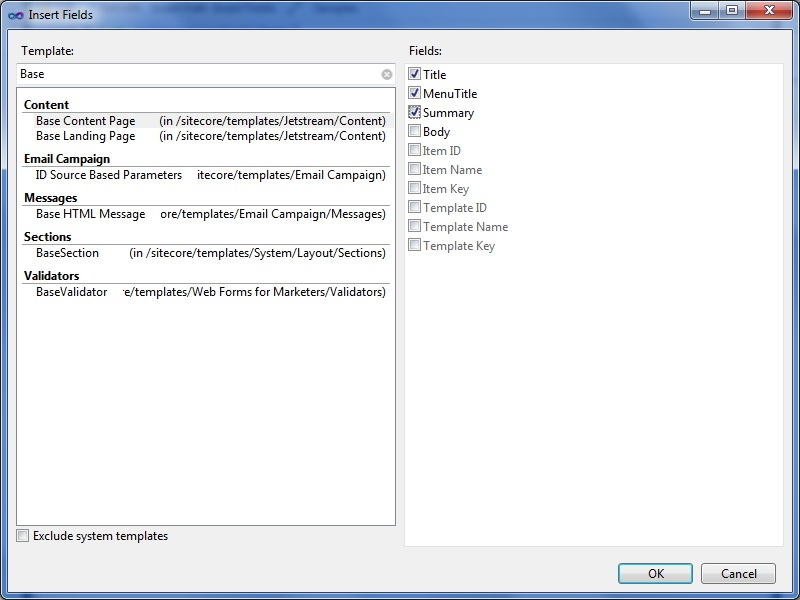 Insert Fields
Template:
Base
Content
Base Content Page (in /sitecore/templates/Jetstream/Content)
Base Landing Page (in /sitecore/templates/Jetstream/Content)
Email Campaign
ID Source Based Parameters itecore/templates/Email Campaign)
Messages
Base HTML Message ore/templates/Email Campaign/Messages)
Sections
BaseSection (in /sitecore/templates/System/Layout/Sections)
Validators
BaseValidator e/templates/Web Forms for Marketers/Validators)
Exclude system templates
Fields:
Title
MenuTitle
Summary
Body
Item ID
Item Name
Item Key
Template ID
Template Name
Template Key
OK
Cancel